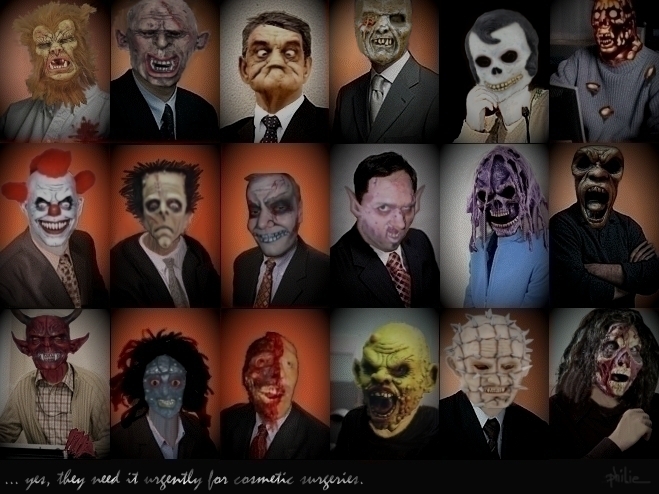 ... yes, they need it urgently for cosmetic surgeries.
philie